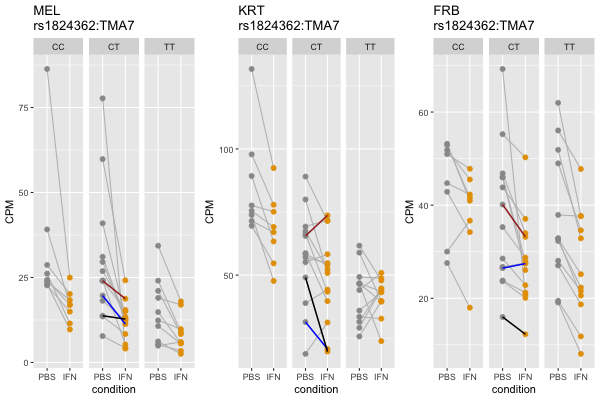 MEL
rs1824362:TMA7
CC CT TT
CPM
75
50
25
0
PBS IFN PBS IFN PBS IFN
condition
KRT
rs1824362:TMA7
CC CT TT
CPM
100
50
PBS IFN PBS IFN PBS IFN
condition
FRB
rs1824362:TMA7
CC CT TT
CPM
60
40
20
PBS IFN PBS IFN PBS IFN
condition